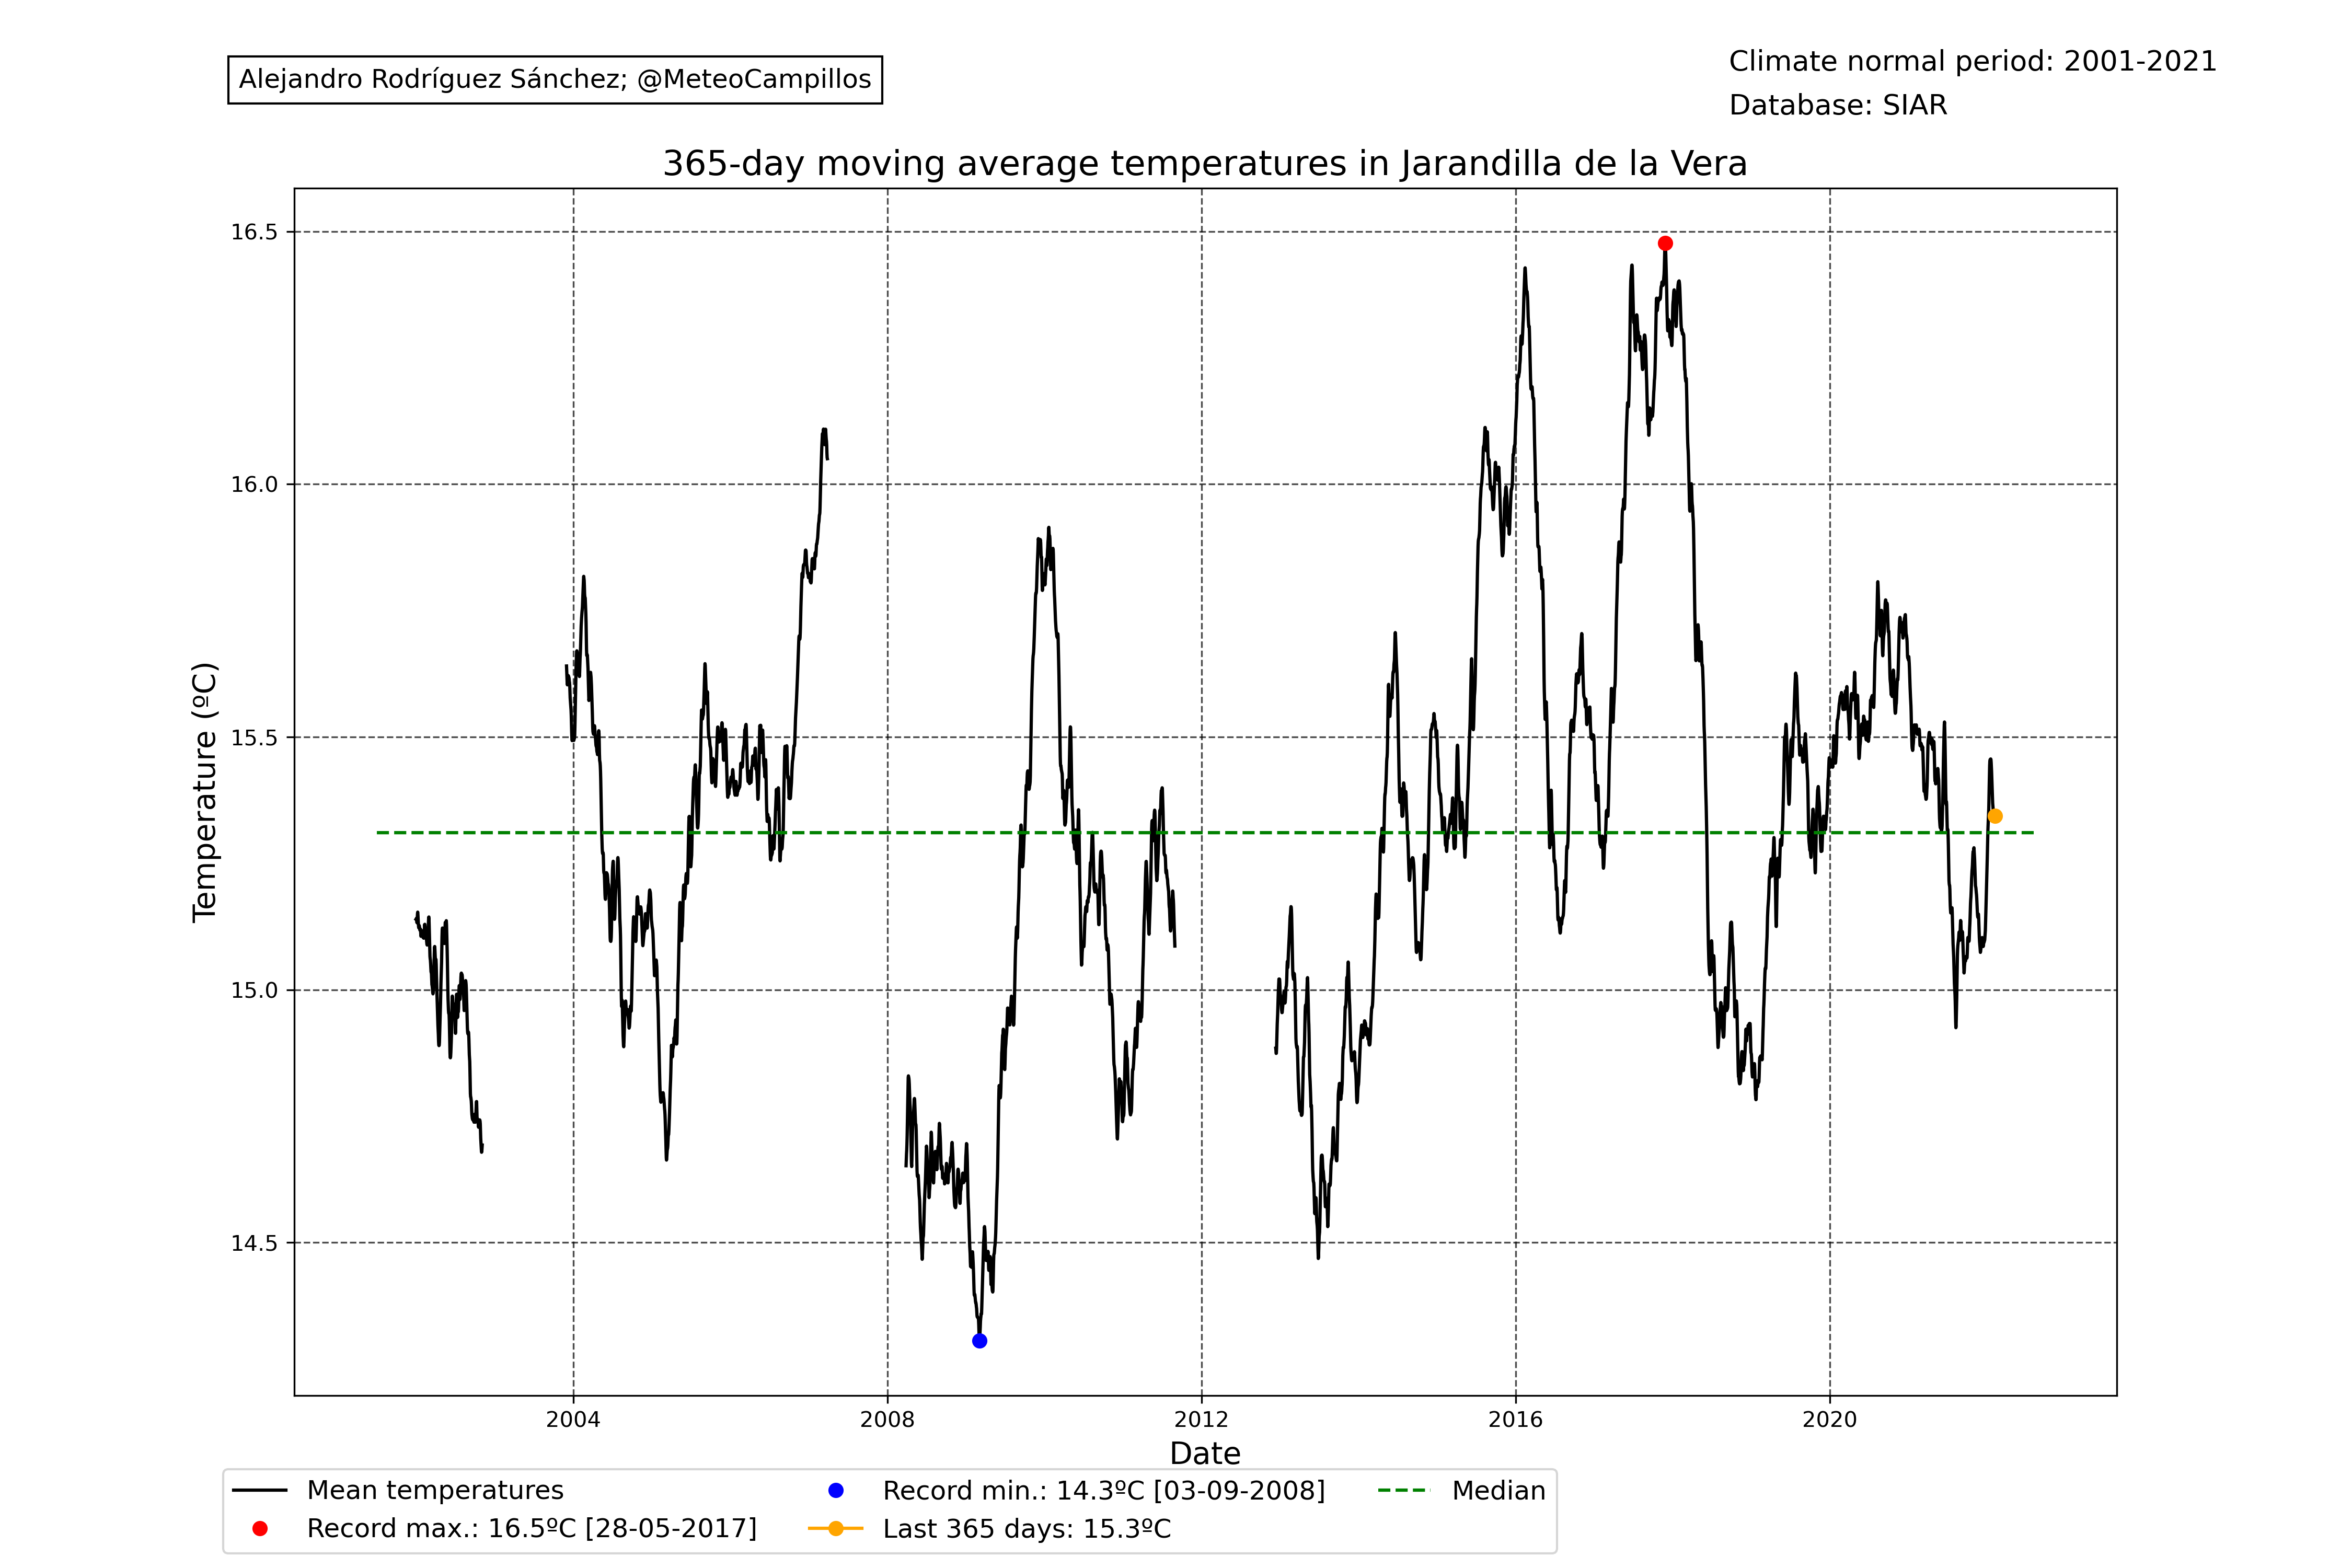 Alejandro Rodríguez Sánchez; @MeteoCampillos
Climate normal period: 2001-2021
Database: SIAR
365-day moving average temperatures in Jarandilla de la Vera
16.5
16.0
15.5
15.0
14.5
Temperature (ºC)
2004
2008
2012
2016
2020
Date
Mean temperatures
Record max.: 16.5ºC [28-05-2017]
Record min.: 14.3ºC [03-09-2008]
Last 365 days: 15.3ºC
Median